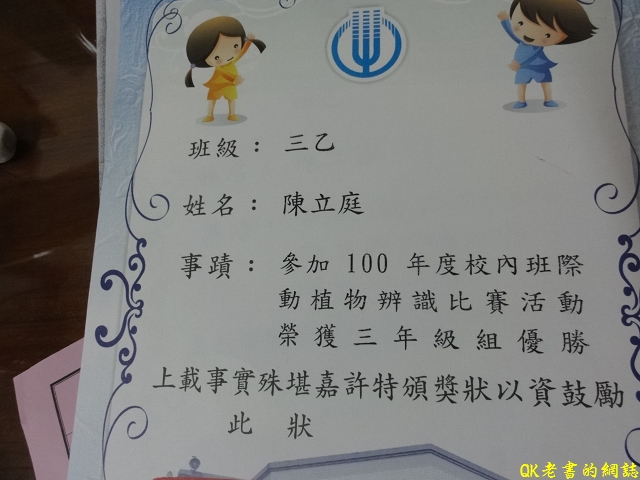 班級：三乙
姓名：陳立庭
事蹟：參加 100 年度校內班際
動植物辨識比賽活動
榮獲三年級組優勝
上載事實殊堪嘉許特頒獎狀以資鼓勵
此 狀
QK老書的網誌